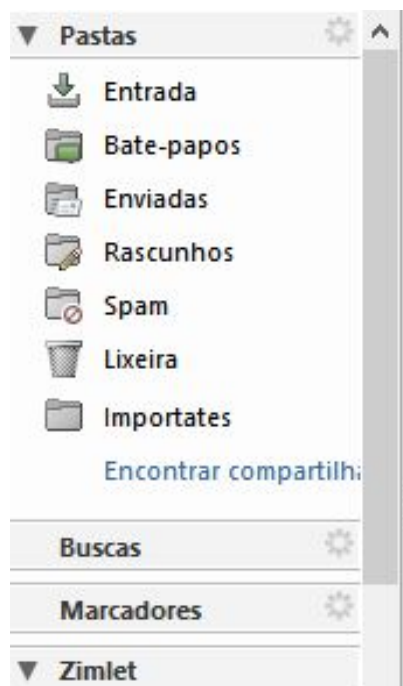 Pastas
Entrada
Bate-papos
Enviadas
Rascunhos
Spam
Lixeira
Importates
Encontrar compartilha
Buscas
Marcadores
Zimlet